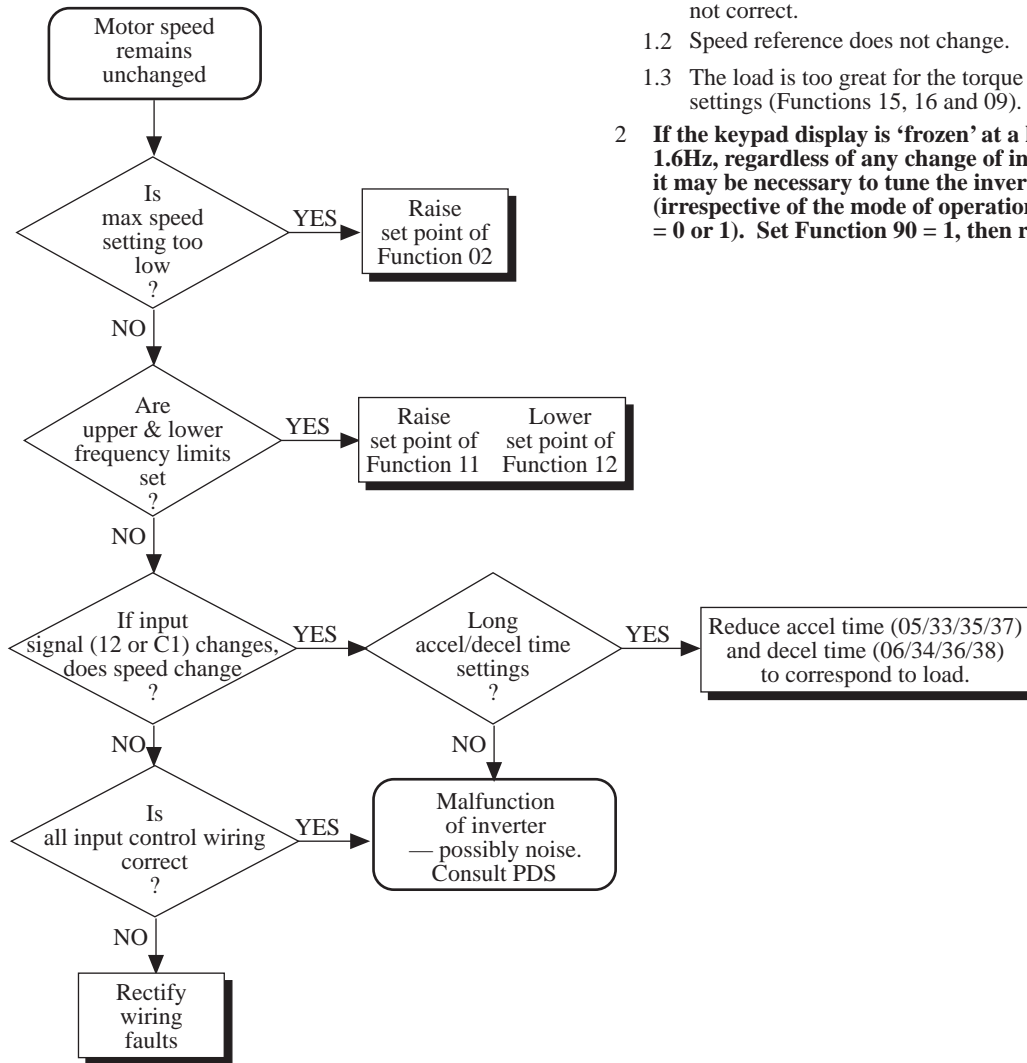 Motor speed
remains
unchanged
not correct.
1.2 Speed reference does not change.
1.3 The load is too great for the torque
settings (Functions 15, 16 and 09).
2 If the keypad display is ‘frozen’ at a
1.6Hz, regardless of any change of
it may be necessary to tune the
(irrespective of the mode of
= 0 or 1). Set Function 90 = 1, then
Is
max speed
setting too
low
?
YES
Raise
set point of
Function 02
NO
Are
upper & lower
frequency limits
set
?
YES
Raise Lower
set point of set point of
Function 11 Function 12
NO
If input
signal (12 or C1) changes,
does speed change
?
YES
Long
accel/decel time
settings
?
YES
Reduce accel time (05/33/35/37)
and decel time (06/34/36/38)
to correspond to load.
NO
NO
Is
all input control wiring
correct
?
YES
Malfunction
of inverter
— possibly noise.
Consult PDS
NO
Rectify
wiring
faults